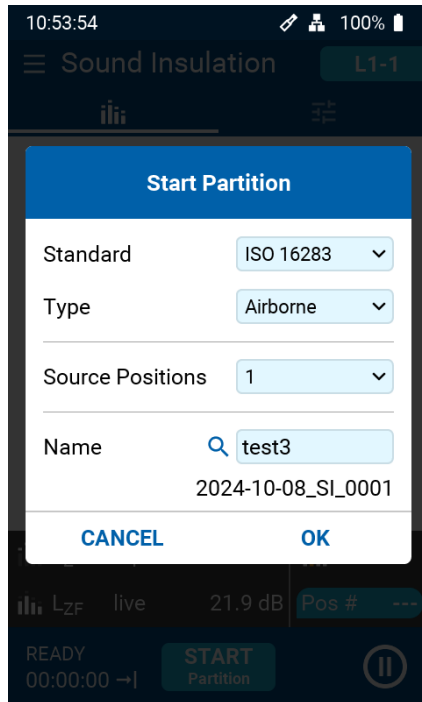 10:53:54 100%
Sound Insulation L1-1
Start Partition
Standard ISO 16283
Type Airborne
Source Positions 1
Name test3
2024-10-08_SI_0001
CANCEL OK
LZF live 21.9 dB Pos # ---
READY START
00:00:00 →| Partition